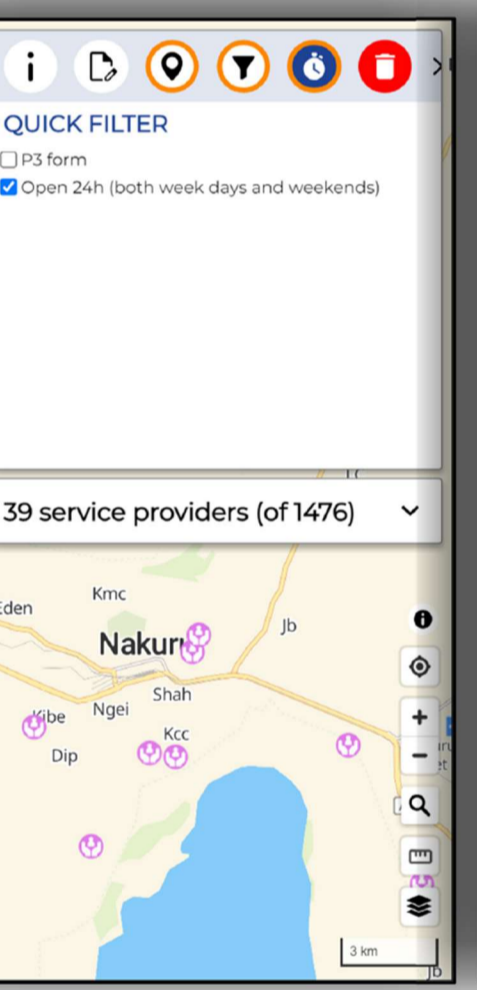 QUICK FILTER
P3 form
Open 24h (both week days and weekends)
39 service providers (of 1476)
Kmc
Eden
Jb
Nakuru
Shah
Ngei
Kibe
Kcc
Dip
3 km
Jb